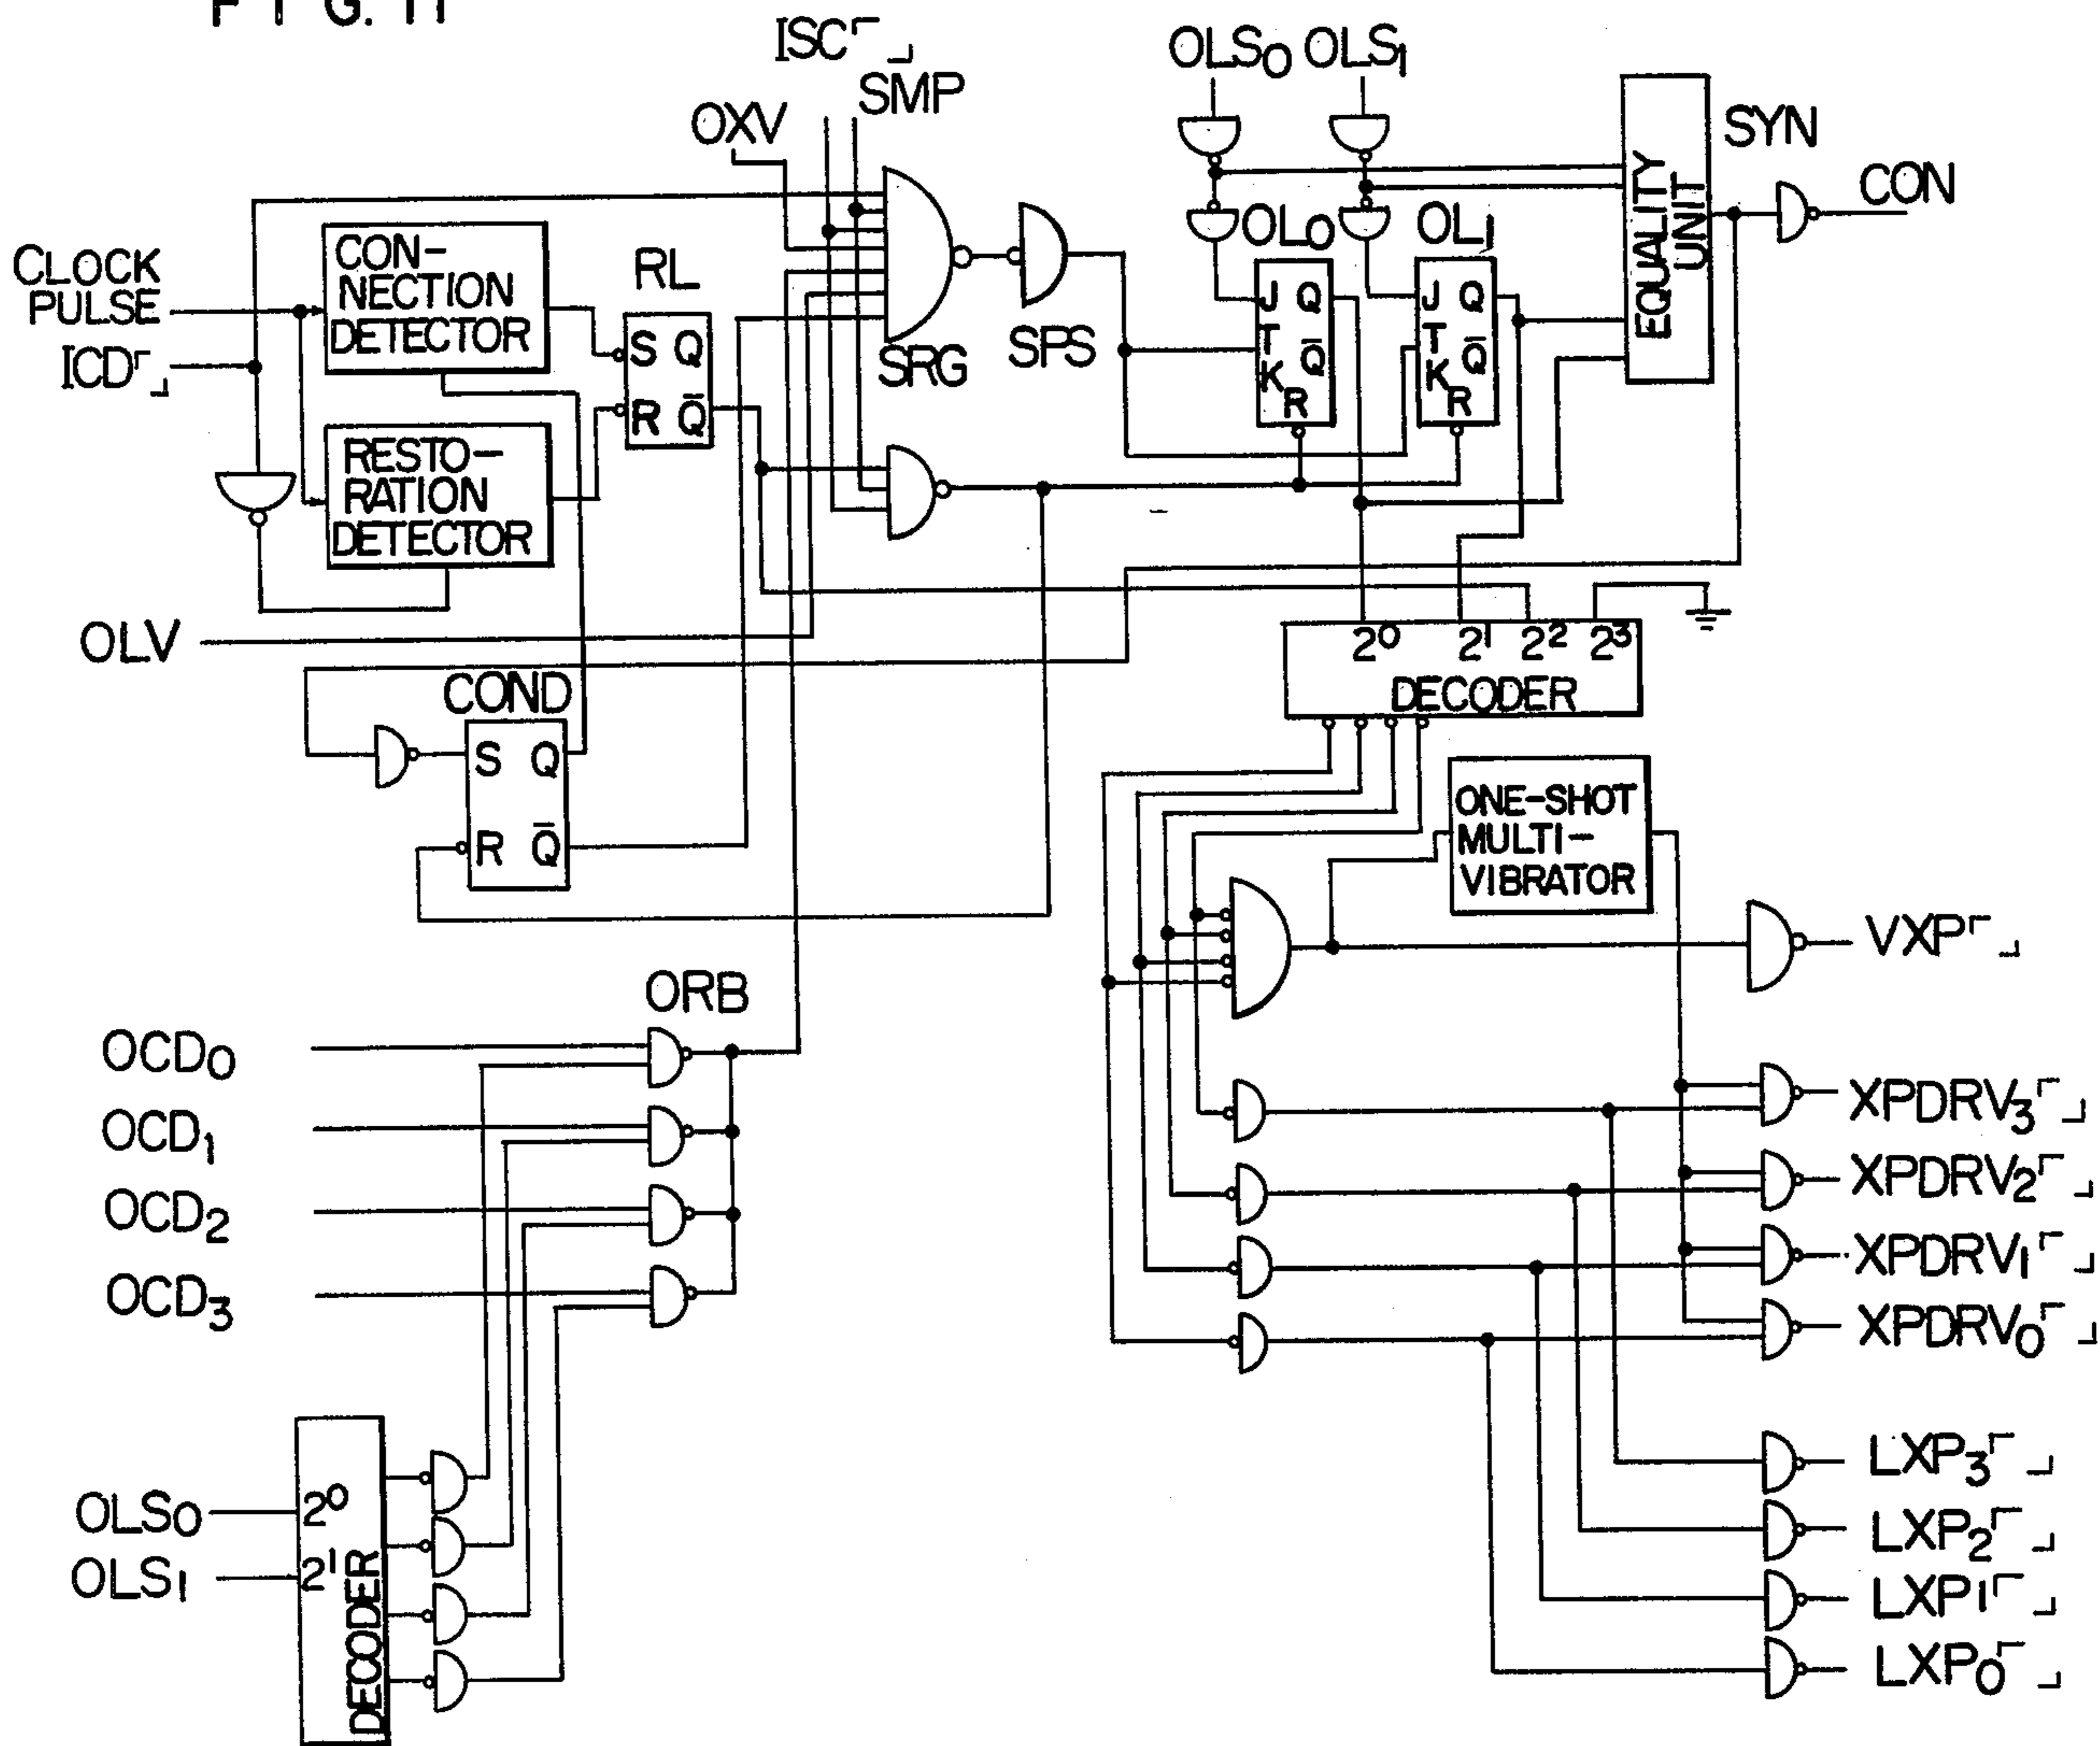 FIG. 11
ISC⌜⌟
SMP
OXV
OLS₀ OLS₁
SYN
CON
EQUALITY
UNIT
CLOCK
PULSE
ICD⌜⌟
CON-
NECTION
DETECTOR
RL
S Q
R Q̅
SRG
SPS
OL₀
J Q
T Q̅
K
R
OL₁
J Q
T Q̅
K
R
RESTO-
RATION
DETECTOR
OLV
COND
S Q
R Q̅
2⁰ 2¹ 2² 2³
DECODER
ONE-SHOT
MULTI-
VIBRATOR
VXP⌜⌟
ORB
OCD₀
OCD₁
OCD₂
OCD₃
XPDRV₃⌜⌟
XPDRV₂⌜⌟
XPDRV₁⌜⌟
XPDRV₀⌜⌟
LXP₃⌜⌟
LXP₂⌜⌟
LXP₁⌜⌟
LXP₀⌜⌟
OLS₀
OLS₁
2⁰
2¹
DECODER